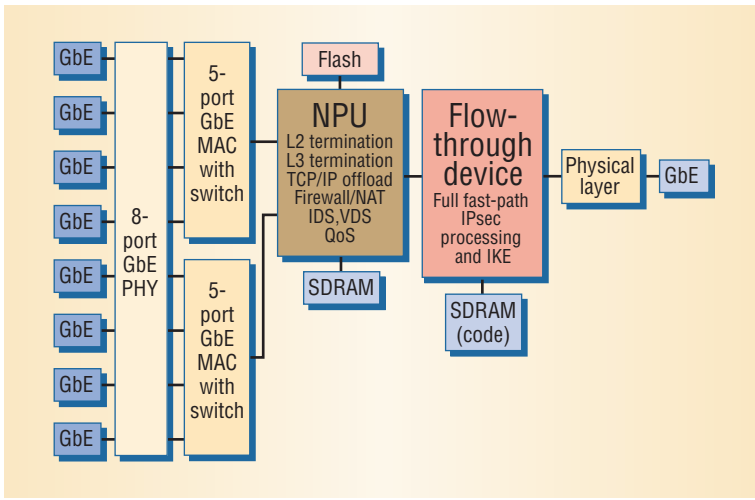 GbE
GbE
GbE
GbE
GbE
GbE
GbE
GbE
8-
port
GbE
PHY
5-
port
GbE
MAC
with
switch
5-
port
GbE
MAC
with
switch
Flash
NPU
L2 termination
L3 termination
TCP/IP offload
Firewall/NAT
IDS,VDS
QoS
SDRAM
Flow-
through
device
Full fast-path
IPsec
processing
and IKE
SDRAM
(code)
Physical
layer
GbE